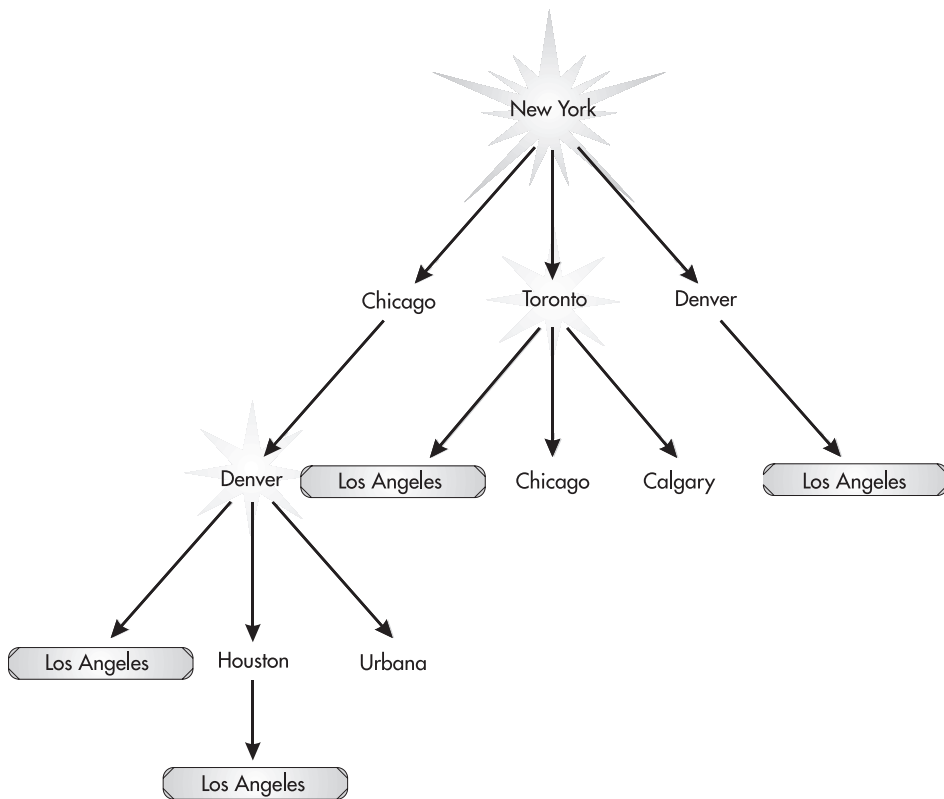 New York
Chicago
Toronto
Denver
Denver
Los Angeles
Chicago
Calgary
Los Angeles
Los Angeles
Houston
Urbana
Los Angeles